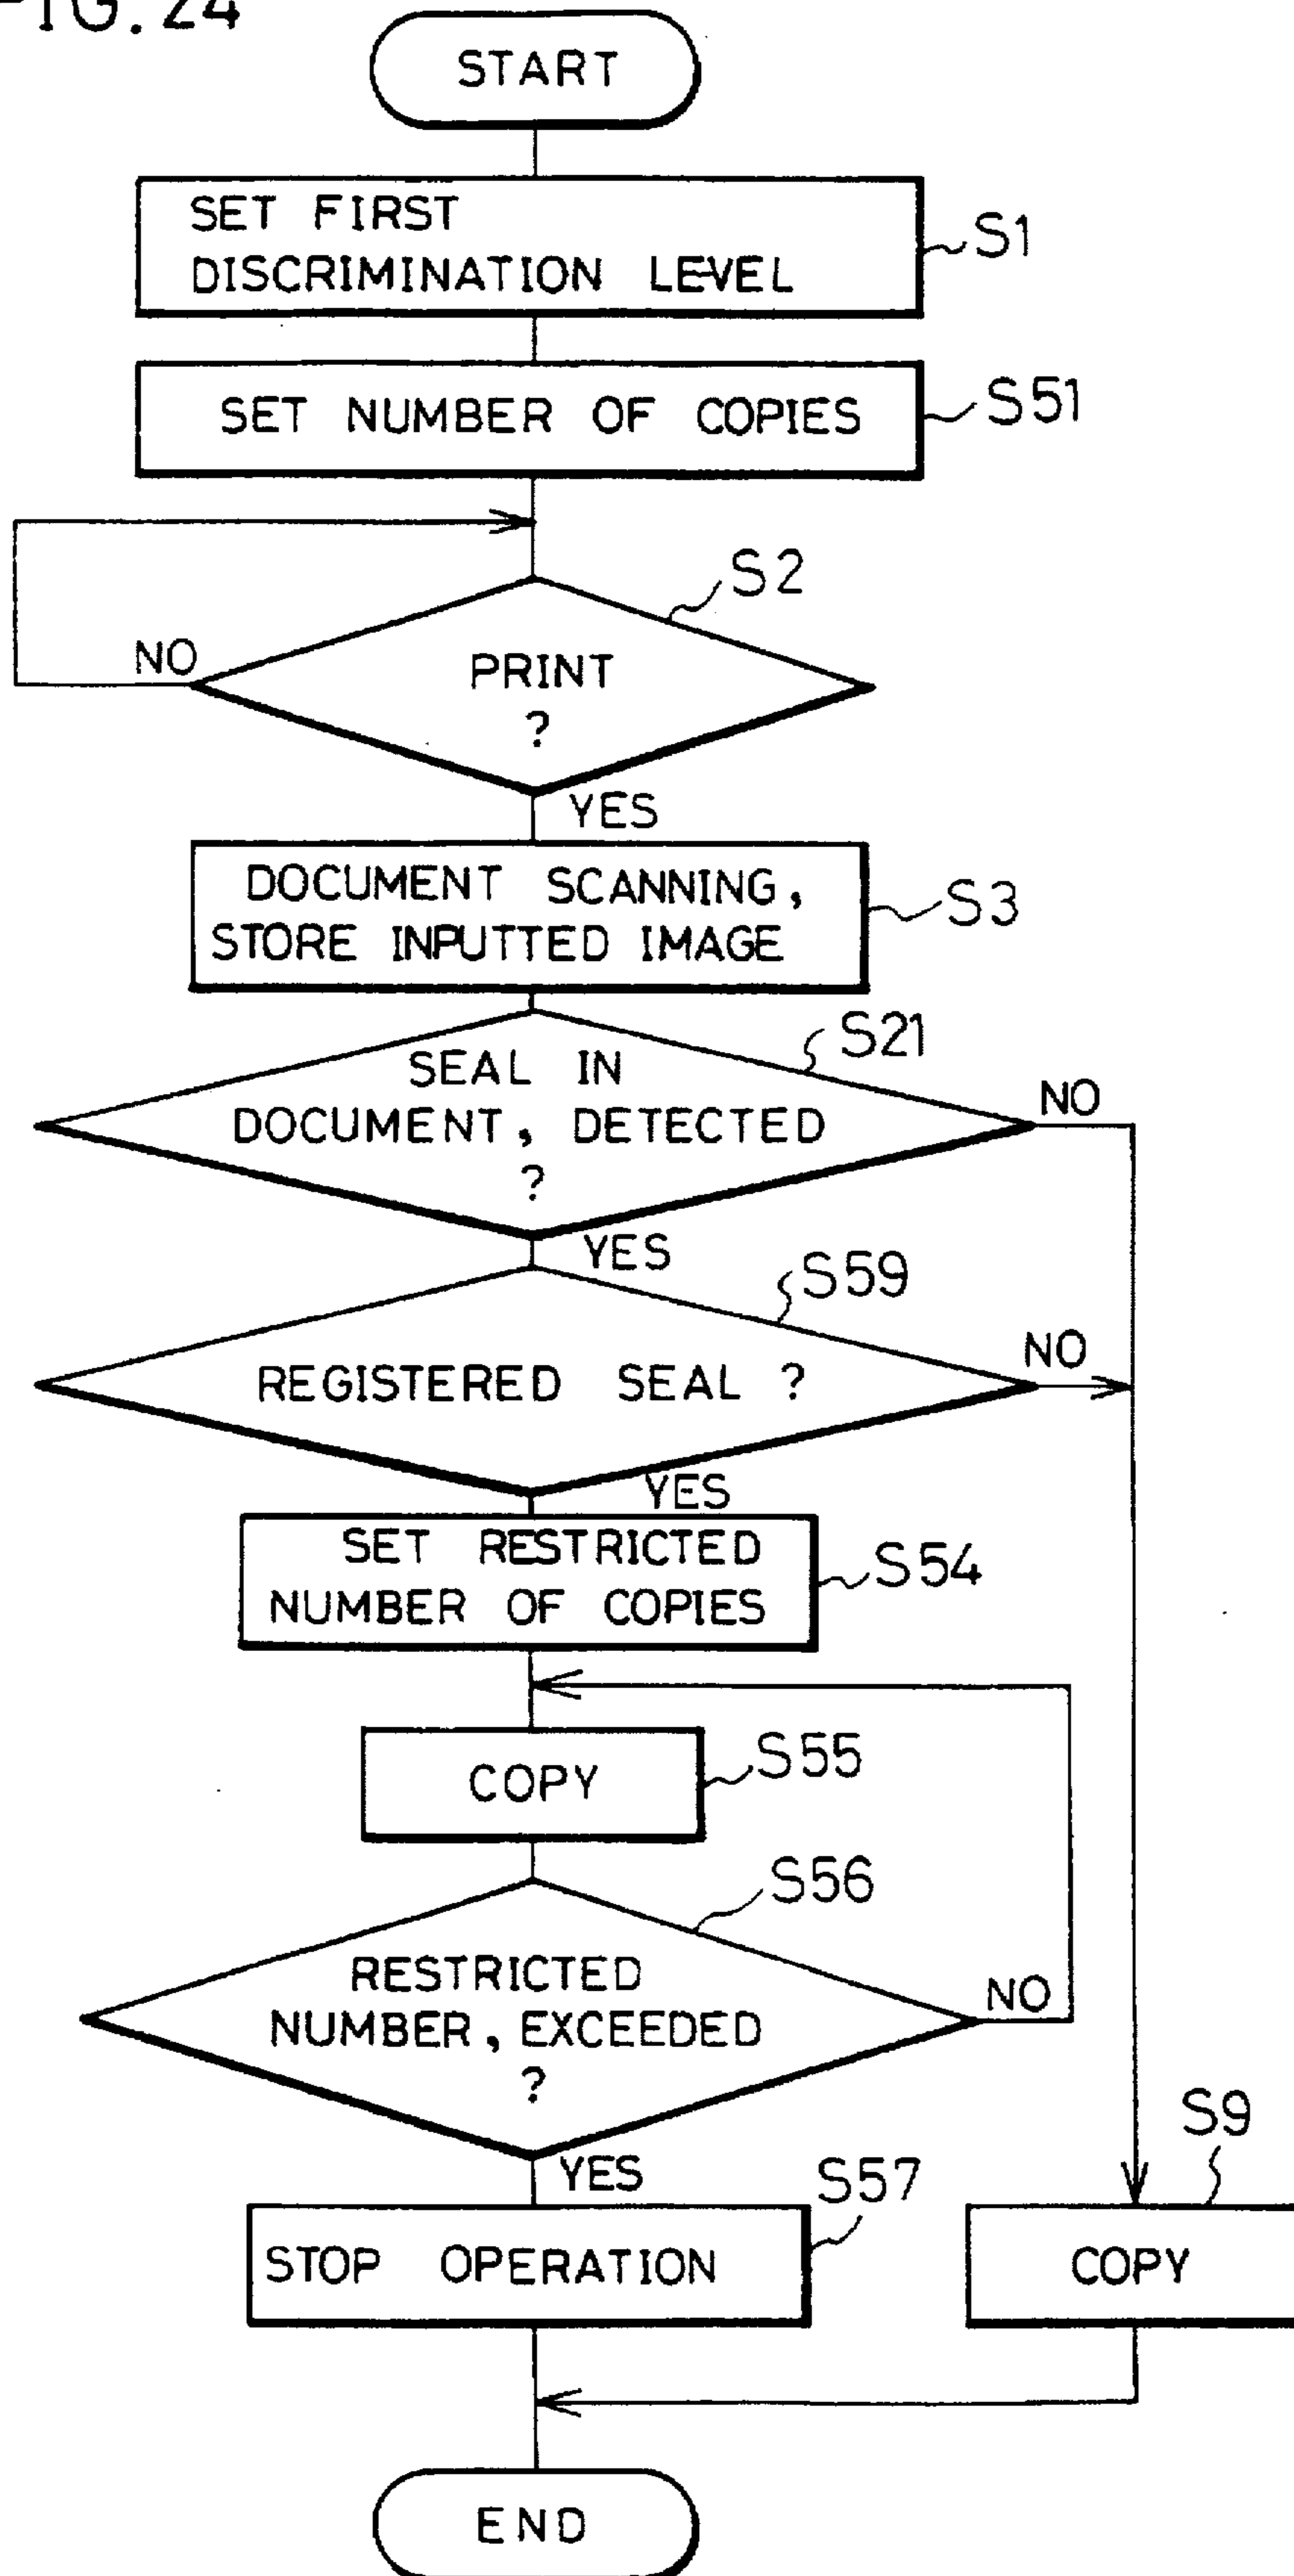 FIG. 24
START
SET FIRST
DISCRIMINATION LEVEL
S1
SET NUMBER OF COPIES
S51
S2
NO
PRINT
?
YES
DOCUMENT SCANNING,
STORE INPUTTED IMAGE
S3
S21
SEAL IN
DOCUMENT, DETECTED
?
NO
YES
S59
REGISTERED SEAL ?
NO
YES
SET RESTRICTED
NUMBER OF COPIES
S54
COPY
S55
S56
RESTRICTED
NUMBER, EXCEEDED
?
NO
YES
S57
STOP OPERATION
S9
COPY
END